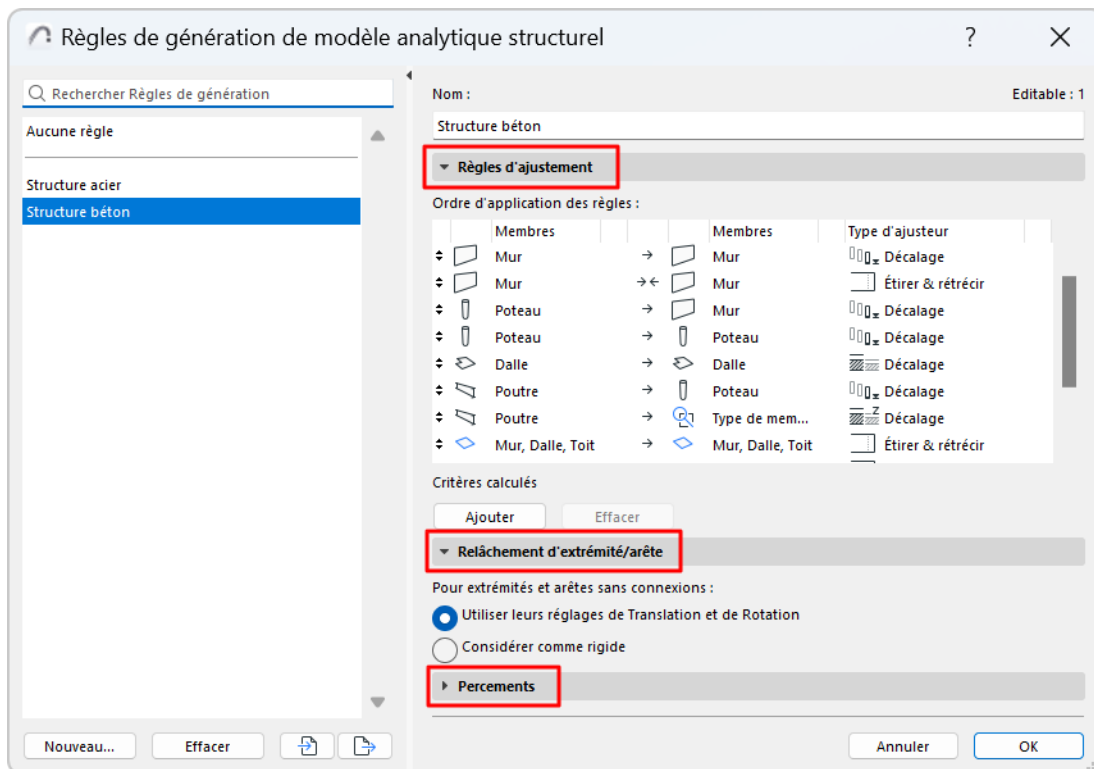 Règles de génération de modèle analytique structurel ?
Rechercher Règles de génération
Aucune règle
Structure acier
Structure béton
Nouveau... Effacer
Nom : Editable : 1
Structure béton
Règles d'ajustement
Ordre d'application des règles :
Membres Membres Type d'ajusteur
Mur Mur Décalage
Mur Mur Étirer & rétrécir
Poteau Mur Décalage
Poteau Poteau Décalage
Dalle Dalle Décalage
Poutre Poteau Décalage
Poutre Type de mem... Z Décalage
Mur, Dalle, Toit Mur, Dalle, Toit Étirer & rétrécir
Critères calculés
Ajouter Effacer
Relâchement d'extrémité/arête
Pour extrémités et arêtes sans connexions :
Utiliser leurs réglages de Translation et de Rotation
Considérer comme rigide
Percements
Annuler OK